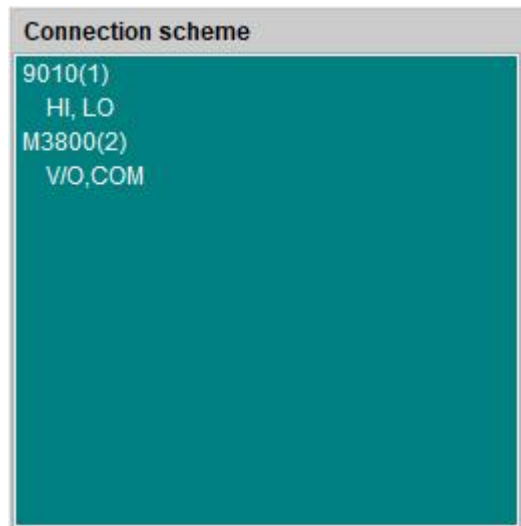 Connection scheme
9010(1)
HI, LO
M3800(2)
V/O,COM